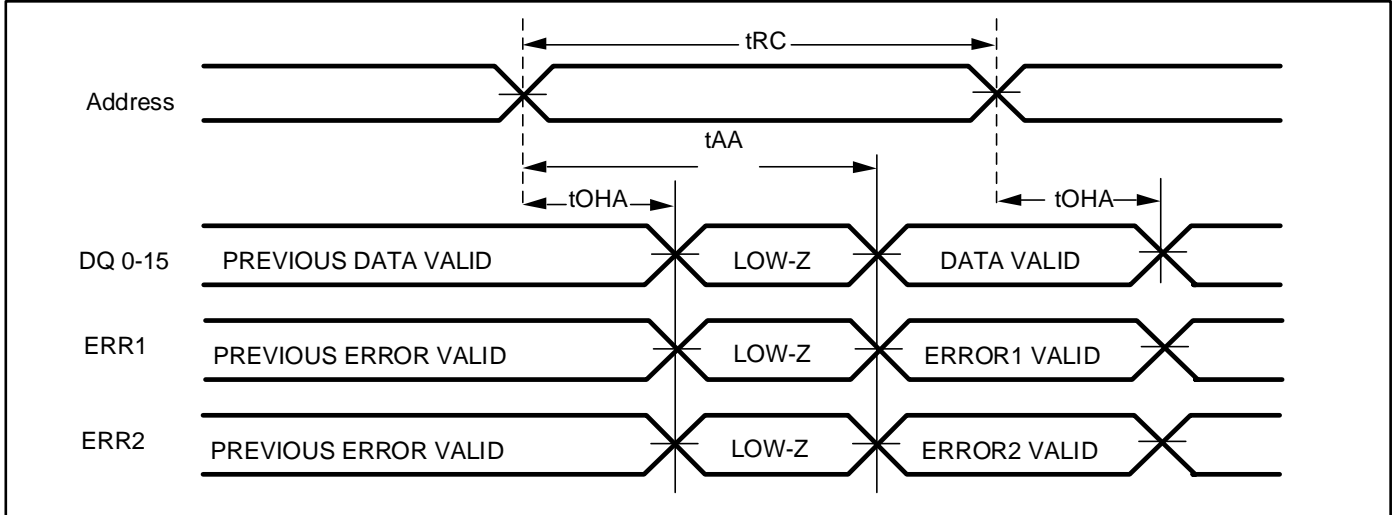 tRC
Address
tAA
tOHA
tOHA
DQ 0-15
PREVIOUS DATA VALID
LOW-Z
DATA VALID
ERR1
PREVIOUS ERROR VALID
LOW-Z
ERROR1 VALID
ERR2
PREVIOUS ERROR VALID
LOW-Z
ERROR2 VALID